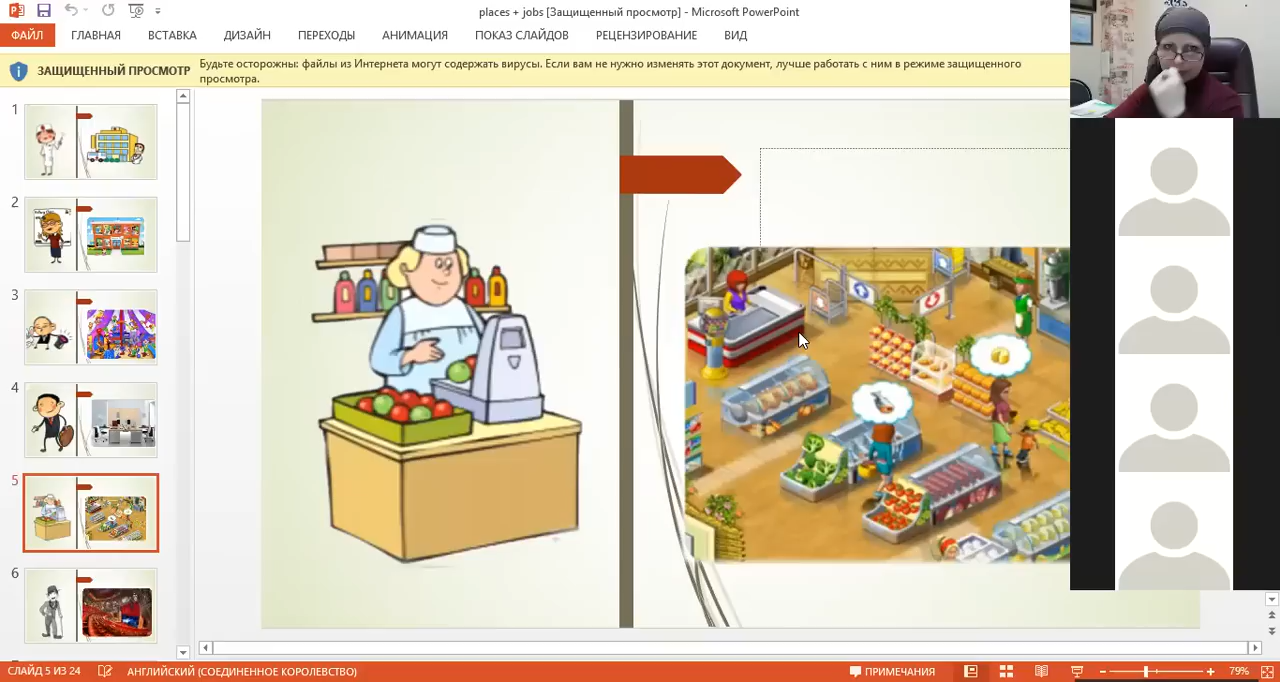 places + jobs [Защищенный просмотр] - Microsoft PowerPoint
ФАЙЛ ГЛАВНАЯ ВСТАВКА ДИЗАЙН ПЕРЕХОДЫ АНИМАЦИЯ ПОКАЗ СЛАЙДОВ РЕЦЕНЗИРОВАНИЕ ВИД
ЗАЩИЩЕННЫЙ ПРОСМОТР Будьте осторожны: файлы из Интернета могут содержать вирусы. Если вам не нужно изменять этот документ, лучше работать с ним в режиме защищенного
просмотра.
1
2
3
4
5
6
СЛАЙД 5 ИЗ 24 АНГЛИЙСКИЙ (СОЕДИНЕННОЕ КОРОЛЕВСТВО) ПРИМЕЧАНИЯ 79%